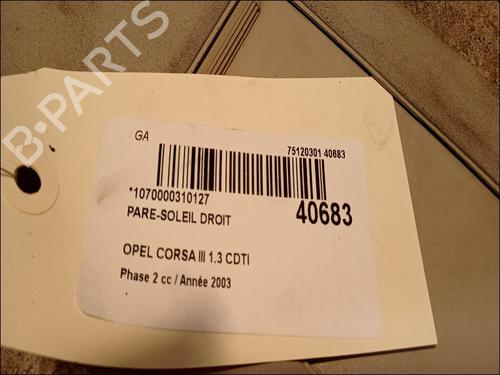 B-PARTS
GA
75120301 40683
*1070000310127
PARE-SOLEIL DROIT
40683
OPEL CORSA III 1.3 CDTI
Phase 2 cc / Année 2003